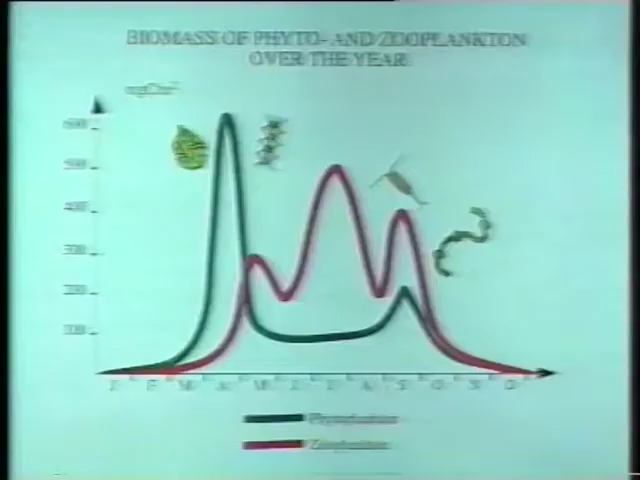 BIOMASS OF PHYTO- AND ZOOPLANKTON
OVER THE YEAR
600
500
400
300
200
100
J F M A M J J A S O N D
Phytoplankton
Zooplankton